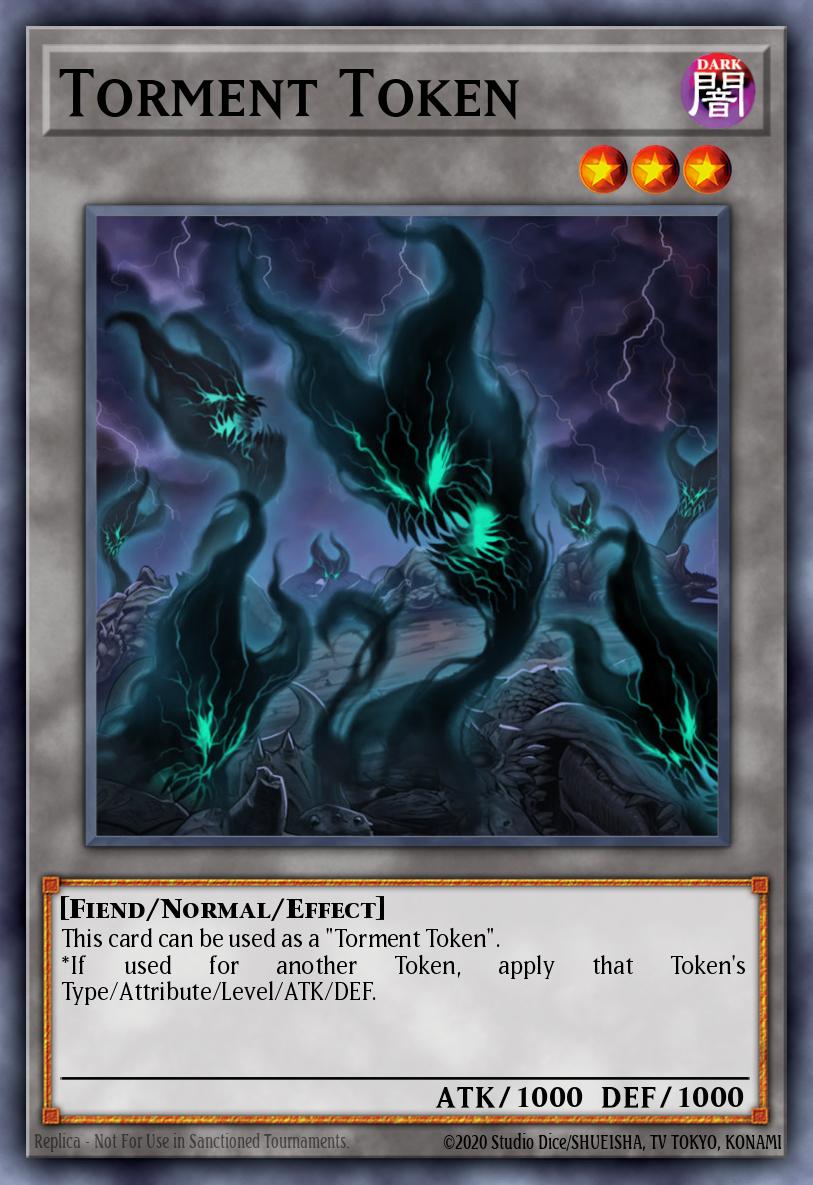 Torment Token
DARK
闇
[Fiend/Normal/Effect]
This card can be used as a "Torment Token".
*If used for another Token, apply that Token's
Type/Attribute/Level/ATK/DEF.
ATK/1000 DEF/1000
Replica - Not For Use in Sanctioned Tournaments.
©2020 Studio Dice/SHUEISHA, TV TOKYO, KONAMI